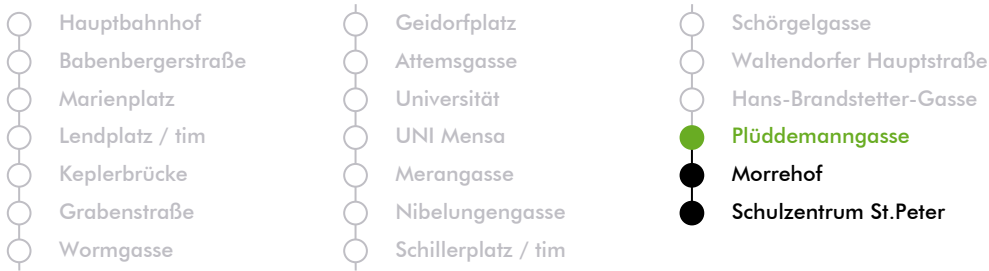 Hauptbahnhof
Babenbergerstraße
Marienplatz
Lendplatz / tim
Keplerbrücke
Grabenstraße
Wormgasse
Geidorfplatz
Attemsgasse
Universität
UNI Mensa
Merangasse
Nibelungengasse
Schillerplatz / tim
Schörgelgasse
Waltendorfer Hauptstraße
Hans-Brandstetter-Gasse
Plüddemanngasse
Morrehof
Schulzentrum St.Peter